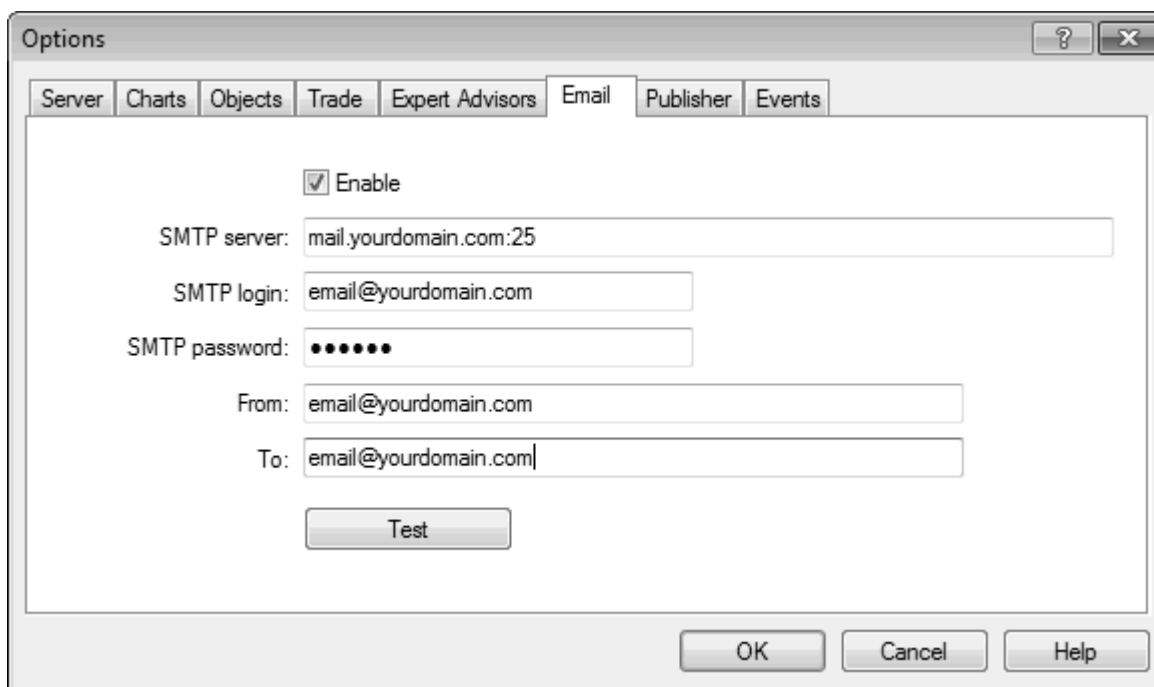 Options
Server Charts Objects Trade Expert Advisors Email Publisher Events
Enable
SMTP server: mail.yourdomain.com:25
SMTP login: email@yourdomain.com
SMTP password: ••••••
From: email@yourdomain.com
To: email@yourdomain.com
Test
OK Cancel Help